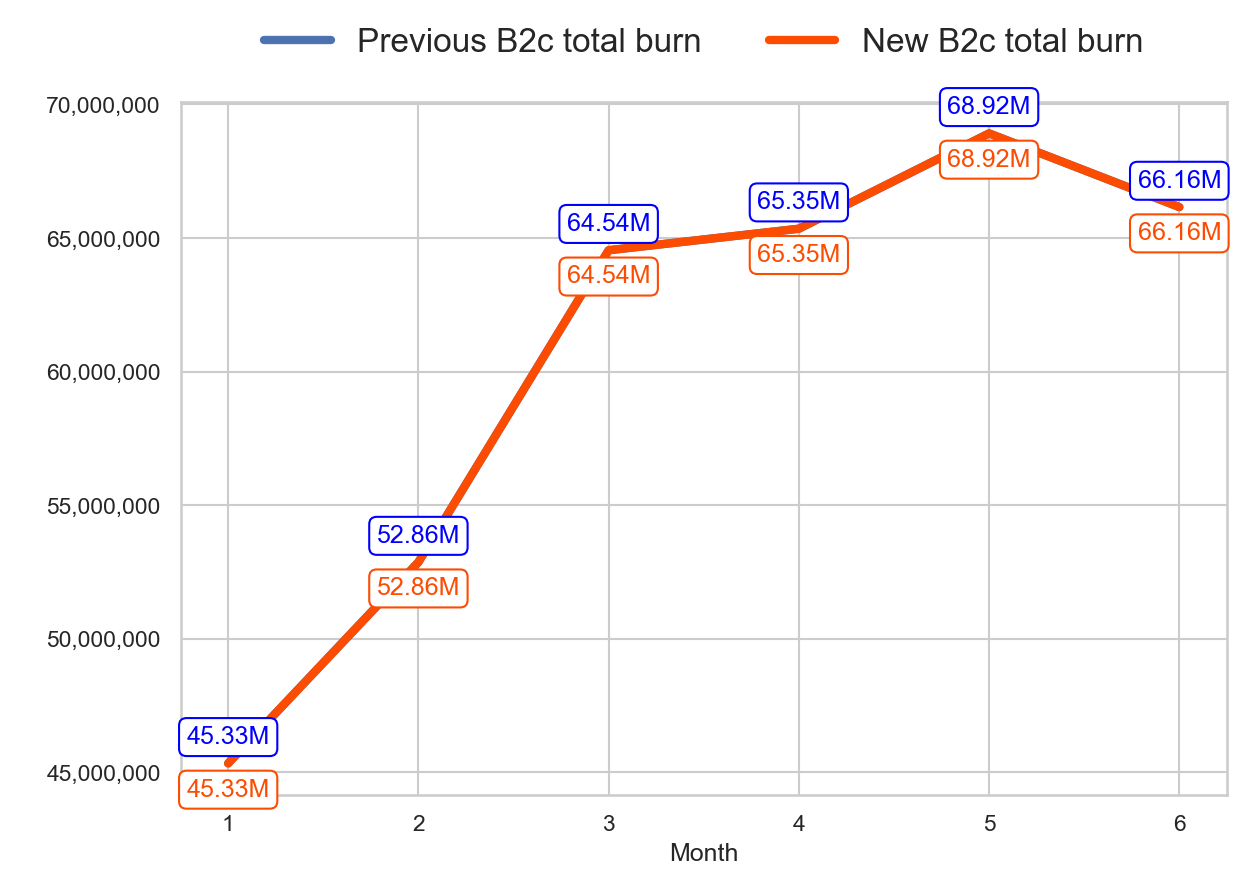 Previous B2c total burn New B2c total burn
70,000,000
68.92M
68.92M
66.16M
65.35M
64.54M
65,000,000
66.16M
65.35M
64.54M
60,000,000
55,000,000
52.86M
52.86M
50,000,000
45.33M
45,000,000
45.33M
1 2 3 4 5 6
Month